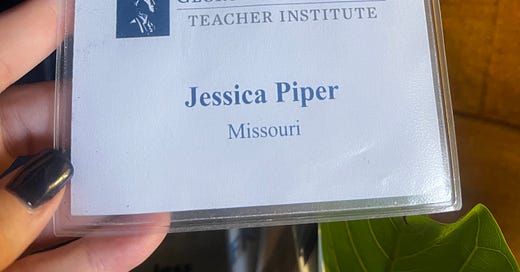 TEACHER INSTITUTE
Jessica Piper
Missouri